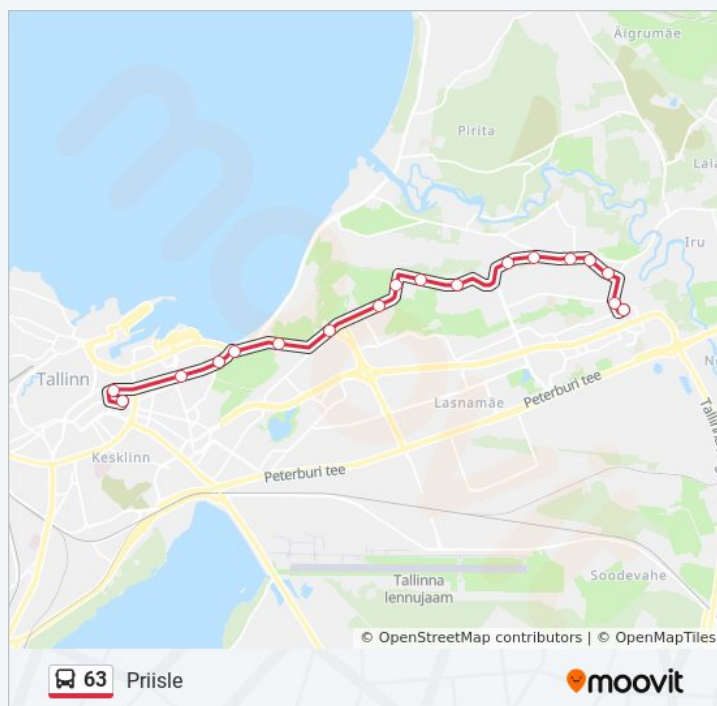 Äigrumäe
Pirita
Iru
Tallinn
Lasnamäe
Peterburi tee
Kesklinn
Peterburi tee
Soodevahe
Tallinna
lennujaam
© OpenStreetMap contributors | © OpenMapTiles
63 Priisle
moovit